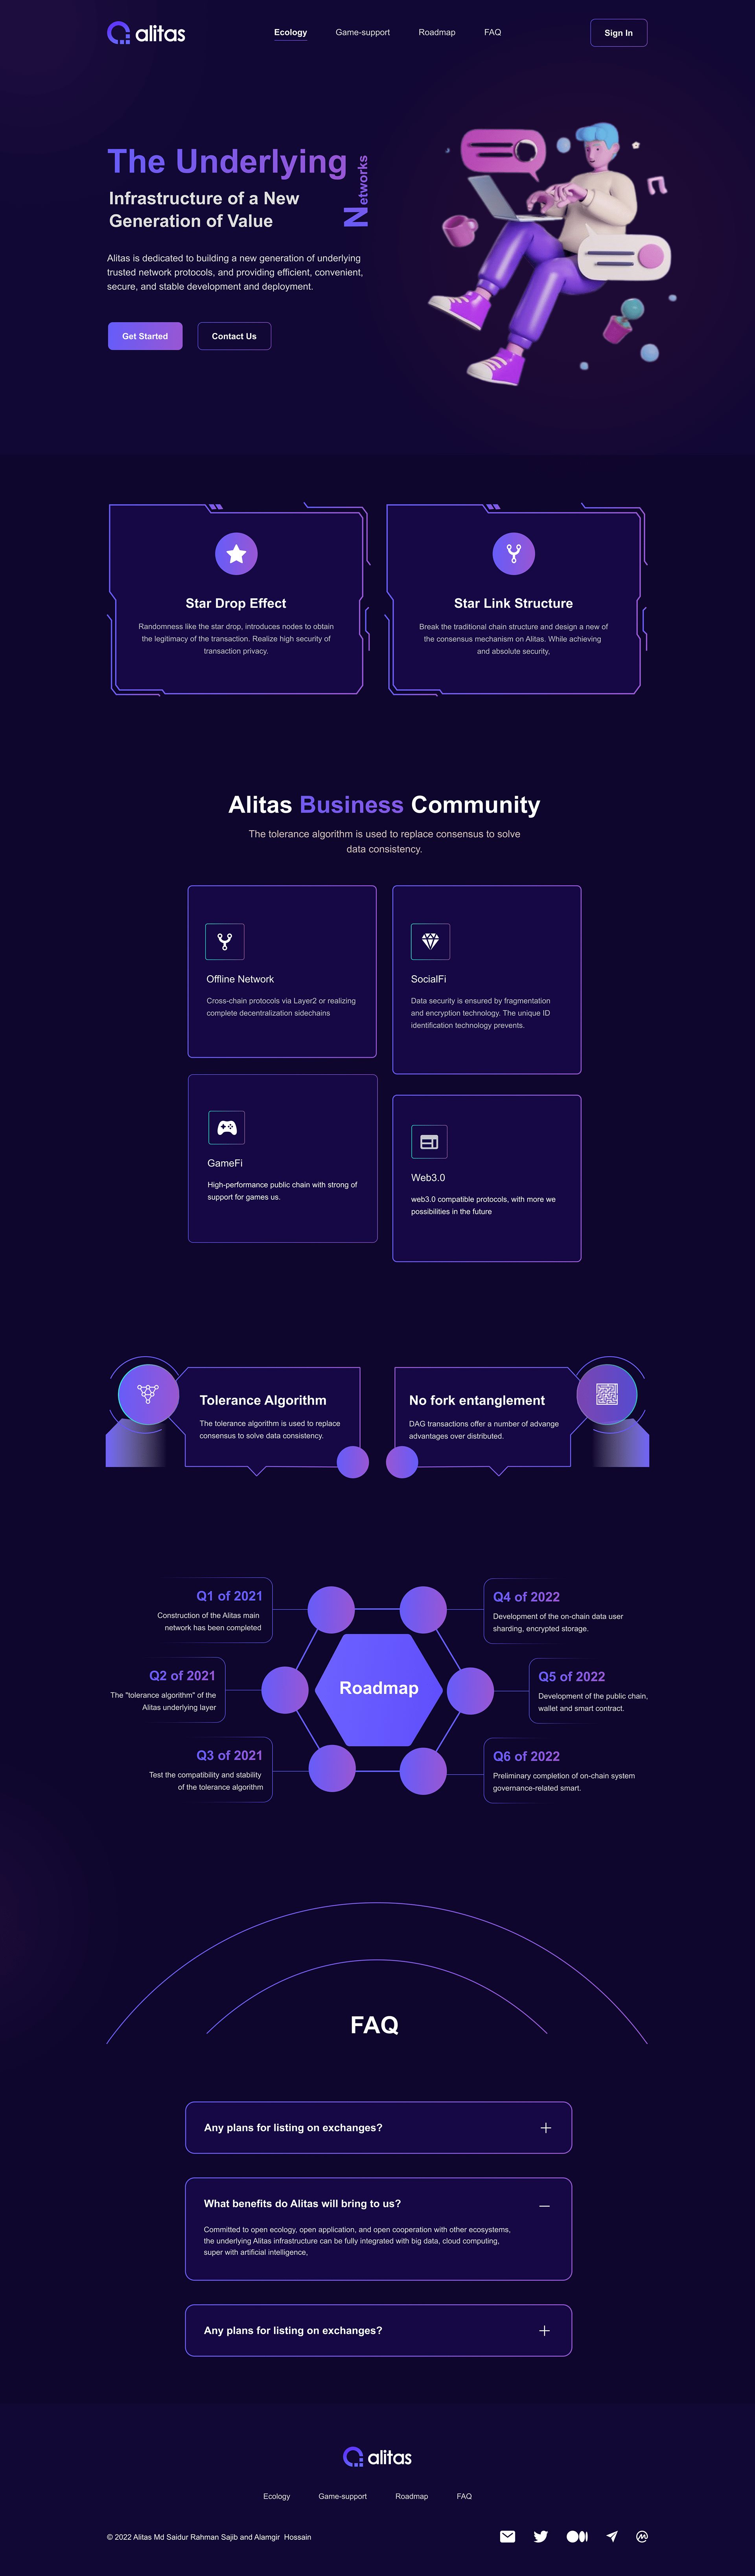 alitas
Ecology
Game-support
Roadmap
FAQ
Sign In
The Underlying
Infrastructure of a New
Generation of Value
Networks
Alitas is dedicated to building a new generation of underlying
trusted network protocols, and providing efficient, convenient,
secure, and stable development and deployment.
Get Started
Contact Us
Star Drop Effect
Randomness like the star drop, introduces nodes to obtain
the legitimacy of the transaction. Realize high security of
transaction privacy.
Star Link Structure
Break the traditional chain structure and design a new of
the consensus mechanism on Alitas. While achieving
and absolute security,
Alitas Business Community
The tolerance algorithm is used to replace consensus to solve
data consistency.
Offline Network
Cross-chain protocols via Layer2 or realizing
complete decentralization sidechains
SocialFi
Data security is ensured by fragmentation
and encryption technology. The unique ID
identification technology prevents.
GameFi
High-performance public chain with strong of
support for games us.
Web3.0
web3.0 compatible protocols, with more we
possibilities in the future
Tolerance Algorithm
The tolerance algorithm is used to replace
consensus to solve data consistency.
No fork entanglement
DAG transactions offer a number of advange
advantages over distributed.
Q1 of 2021
Construction of the Alitas main
network has been completed
Q2 of 2021
The "tolerance algorithm" of the
Alitas underlying layer
Q3 of 2021
Test the compatibility and stability
of the tolerance algorithm
Roadmap
Q4 of 2022
Development of the on-chain data user
sharding, encrypted storage.
Q5 of 2022
Development of the public chain,
wallet and smart contract.
Q6 of 2022
Preliminary completion of on-chain system
governance-related smart.
FAQ
Any plans for listing on exchanges?
What benefits do Alitas will bring to us?
Committed to open ecology, open application, and open cooperation with other ecosystems,
the underlying Alitas infrastructure can be fully integrated with big data, cloud computing,
super with artificial intelligence,
Any plans for listing on exchanges?
alitas
Ecology
Game-support
Roadmap
FAQ
© 2022 Alitas Md Saidur Rahman Sajib and Alamgir Hossain